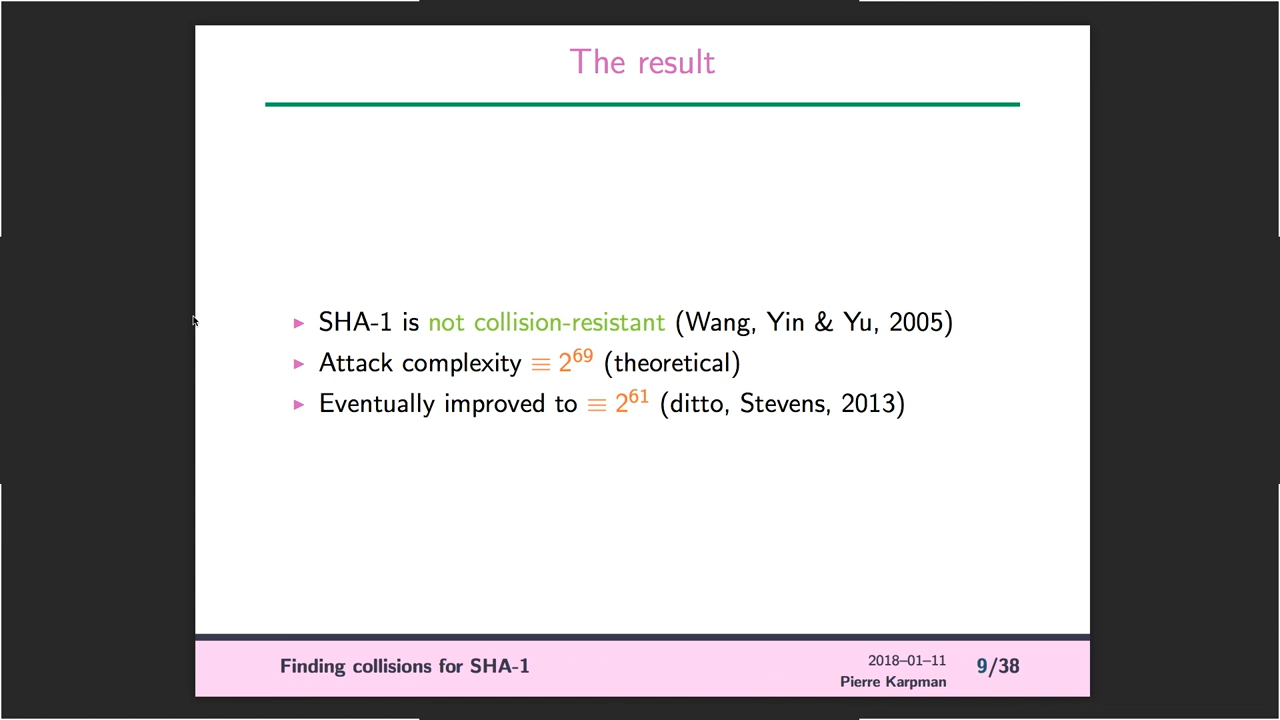 The result
▶ SHA-1 is not collision-resistant (Wang, Yin & Yu, 2005)
▶ Attack complexity ≡ 2^69 (theoretical)
▶ Eventually improved to ≡ 2^61 (ditto, Stevens, 2013)
Finding collisions for SHA-1
2018–01–11
Pierre Karpman
9/38